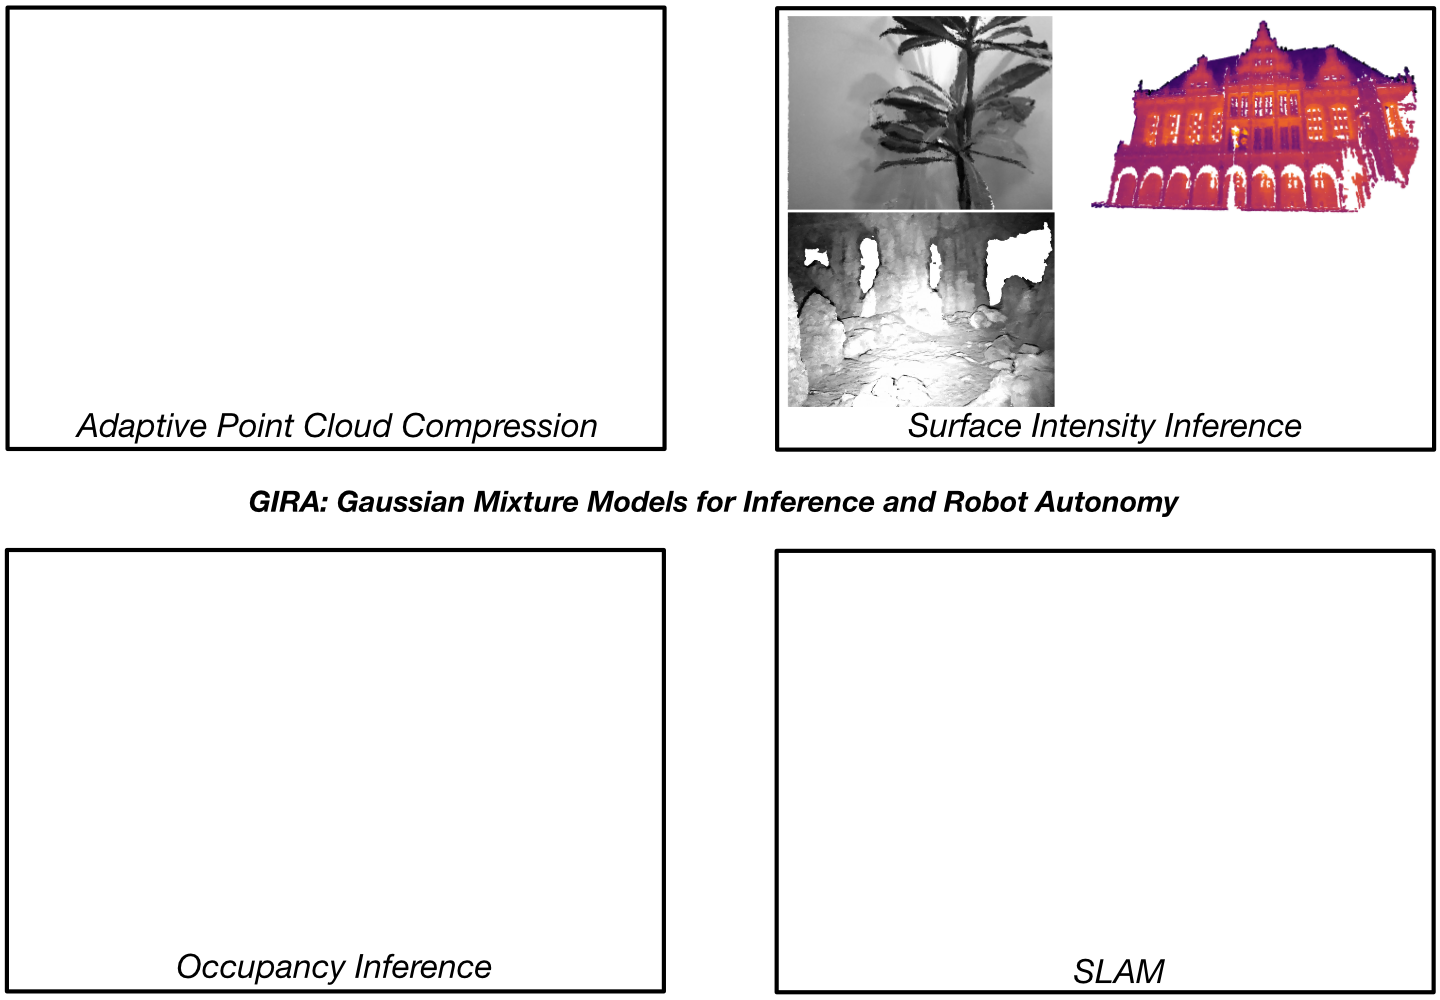 Adaptive Point Cloud Compression
Surface Intensity Inference
GIRA: Gaussian Mixture Models for Inference and Robot Autonomy
Occupancy Inference
SLAM